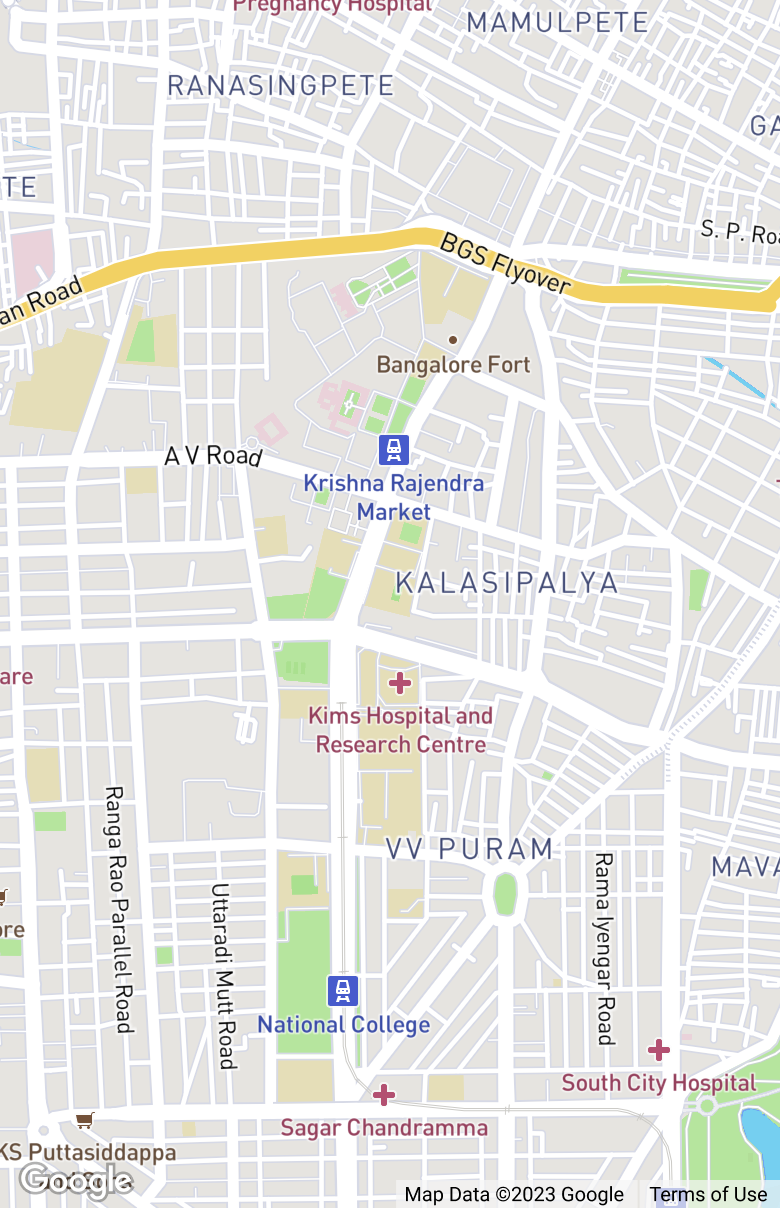 Pregnancy Hospital
MAMULPETE
RANASINGPETE
GA
TE
S. P. Roa
BGS Flyover
an Road
Bangalore Fort
A V Road
Krishna Rajendra
Market
KALASIPALYA
are
Kims Hospital and
Research Centre
Ranga Rao Parallel Road
VV PURAM
Rama Iyengar Road
MAVA
Uttaradi Mutt Road
ore
National College
South City Hospital
Sagar Chandramma
KS Puttasiddappa
Google
Map Data ©2023 Google
Terms of Use